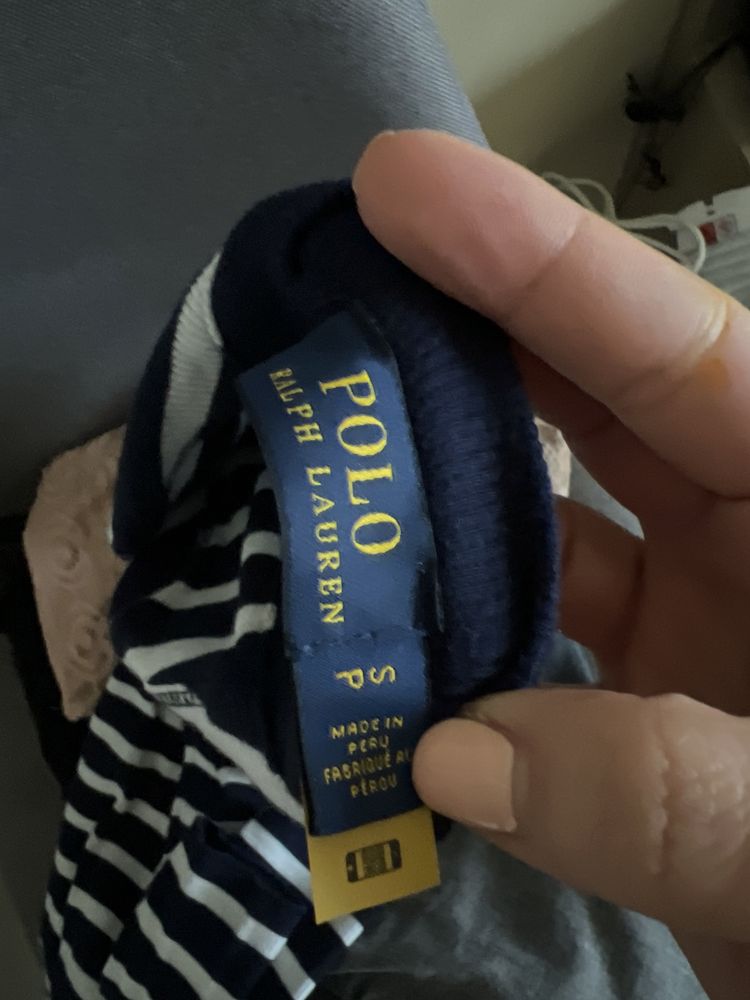 POLO
RALPH LAUREN
S
P
MADE IN
PERU
FABRIQUÉ AU
PÉROU